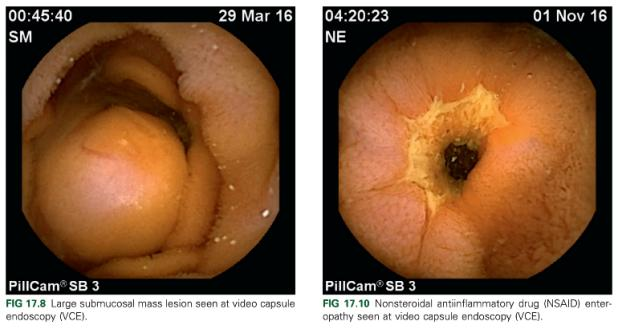 00:45:40 29 Mar 16
SM
PillCam® SB 3
FIG 17.8 Large submucosal mass lesion seen at video capsule
endoscopy (VCE).
04:20:23 01 Nov 16
NE
PillCam® SB 3
FIG 17.10 Nonsteroidal antiinflammatory drug (NSAID) enter-
opathy seen at video capsule endoscopy (VCE).